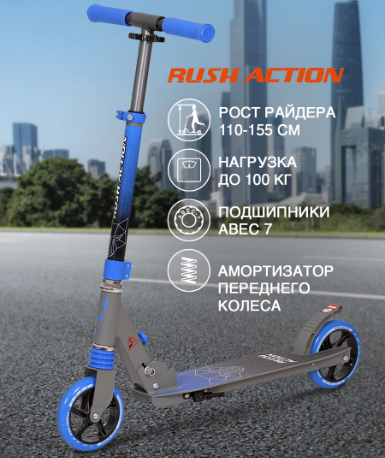 RUSH ACTION
РОСТ РАЙДЕРА
110-155 СМ
НАГРУЗКА
ДО 100 КГ
ПОДШИПНИКИ
ABEC 7
АМОРТИЗАТОР
ПЕРЕДНЕГО
КОЛЕСА
RUSH ACTION